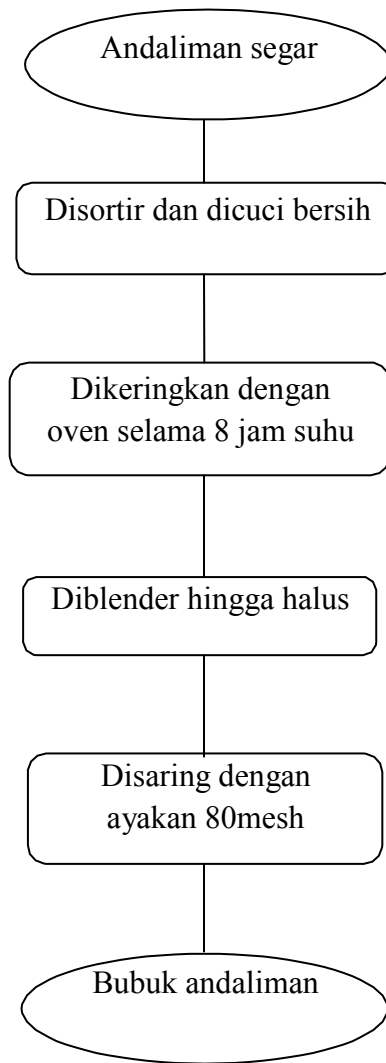 Andaliman segar
Disortir dan dicuci bersih
Dikeringkan dengan
oven selama 8 jam suhu
Diblender hingga halus
Disaring dengan
ayakan 80mesh
Bubuk andaliman